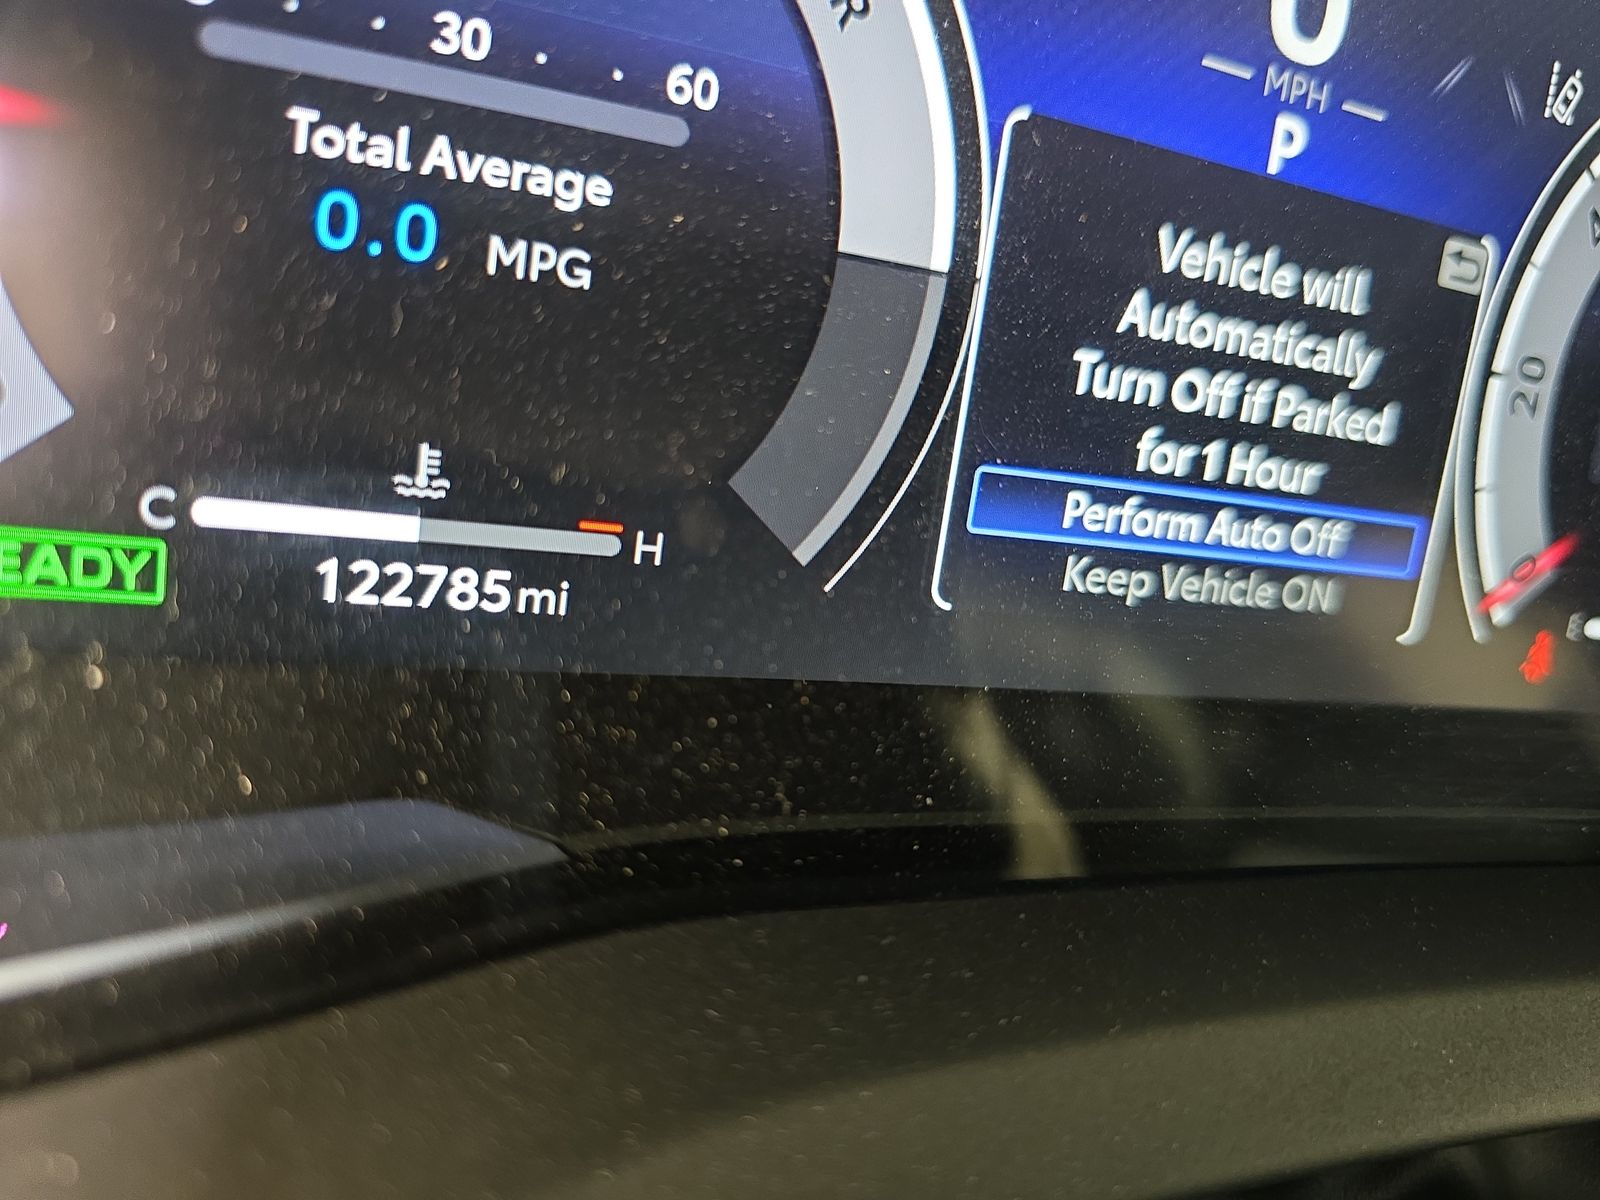 30
60
Total Average
0.0 MPG
C
H
EADY
122785 mi
MPH
P
Vehicle will
Automatically
Turn Off if Parked
for 1 Hour
Perform Auto Off
Keep Vehicle ON
20
0